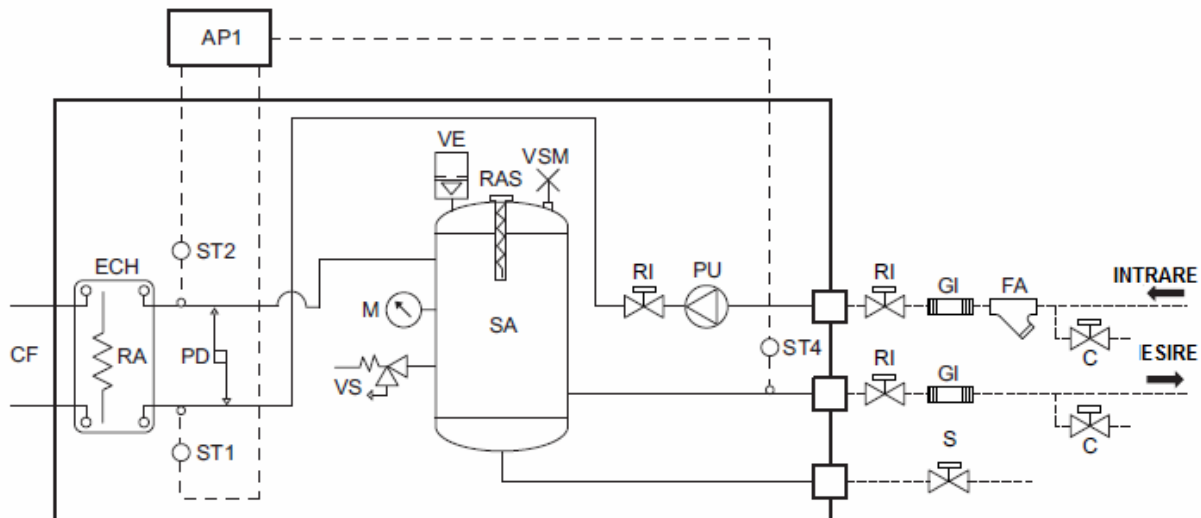 AP1
VE
VSM
RAS
ST2
ECH
RI
PU
RI
GI
FA
INTRARE
M
SA
CF
RA
PD
ST4
C
IESIRE
VS
RI
GI
ST1
S
C